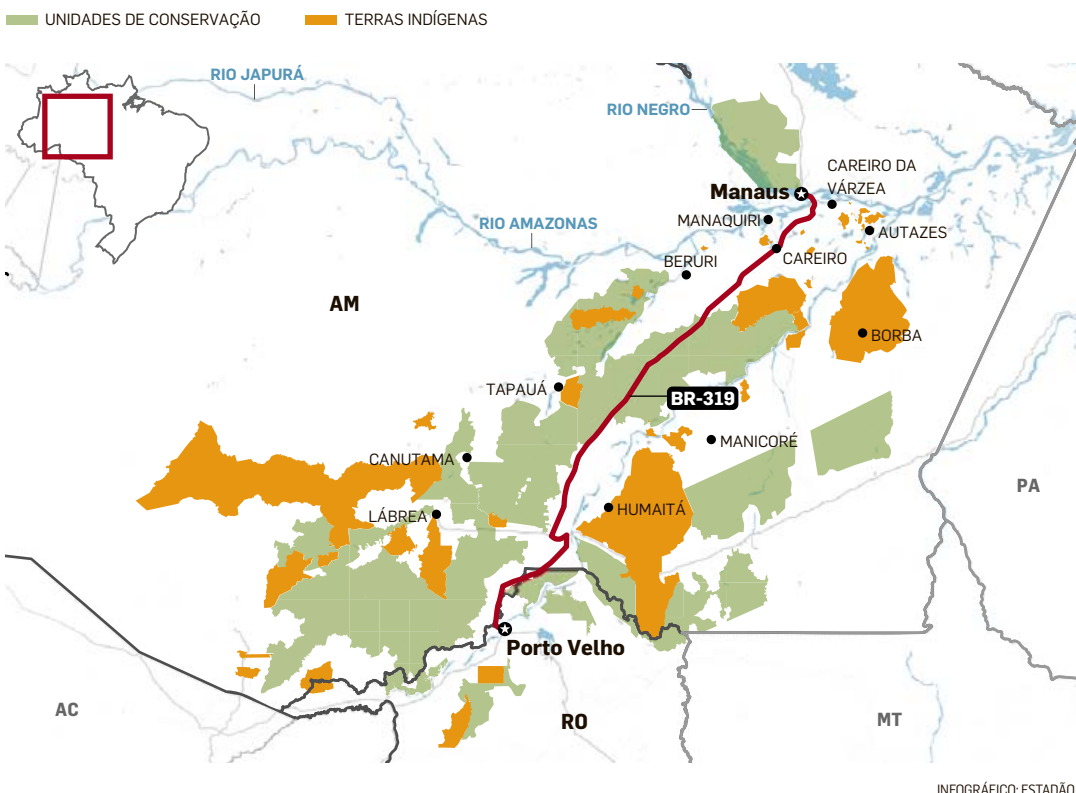 UNIDADES DE CONSERVAÇÃO
TERRAS INDÍGENAS
RIO JAPURÁ
RIO NEGRO
CAREIRO DA
VÁRZEA
Manaus
MANAQUIRI
RIO AMAZONAS
AUTAZES
CAREIRO
BERURI
AM
BORBA
TAPAUÁ
BR-319
MANICORÉ
CANUTAMA
PA
HUMAITÁ
LÁBREA
Porto Velho
AC
RO
MT
INFOGRÁFICO: ESTADÃO